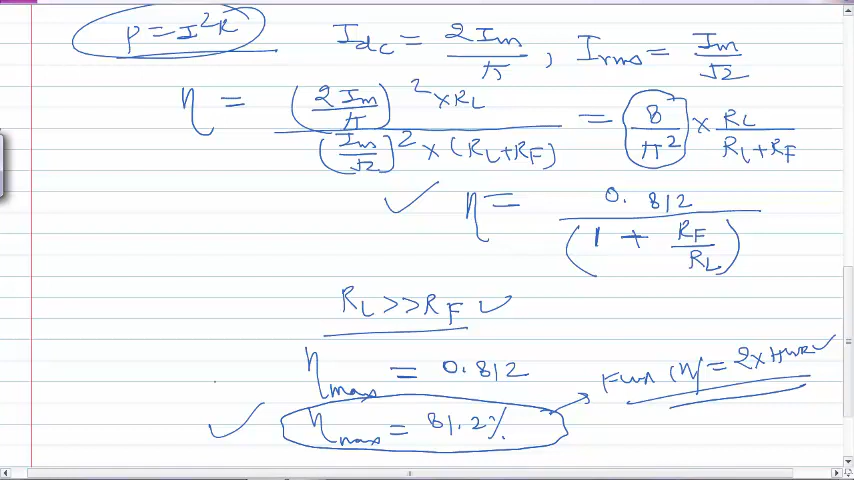 P = I²R
Idc = 2Im/π , Irms = Im/√2
η = (2Im/π)² × RL / (Im/√2)² × (RL+RF) = 8/π² × RL/RL+RF
η = 0.812 / (1 + RF/RL)
RL >> RF
ηmax = 0.812
FWR (η) = 2 × HWR
ηmax = 81.2%